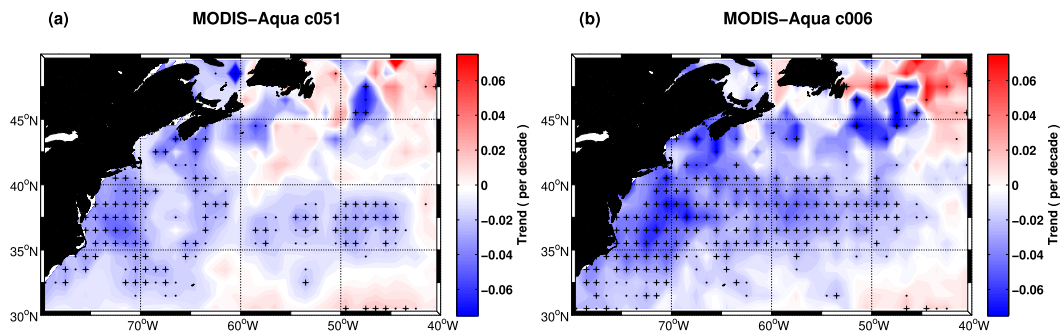 (a) MODIS−Aqua c051
45°N
40°N
35°N
30°N
70°W 60°W 50°W 40°W
0.06
0.04
0.02
0
−0.02
−0.04
−0.06
Trend ( per decade )
(b) MODIS−Aqua c006
45°N
40°N
35°N
30°N
70°W 60°W 50°W 40°W
0.06
0.04
0.02
0
−0.02
−0.04
−0.06
Trend ( per decade )